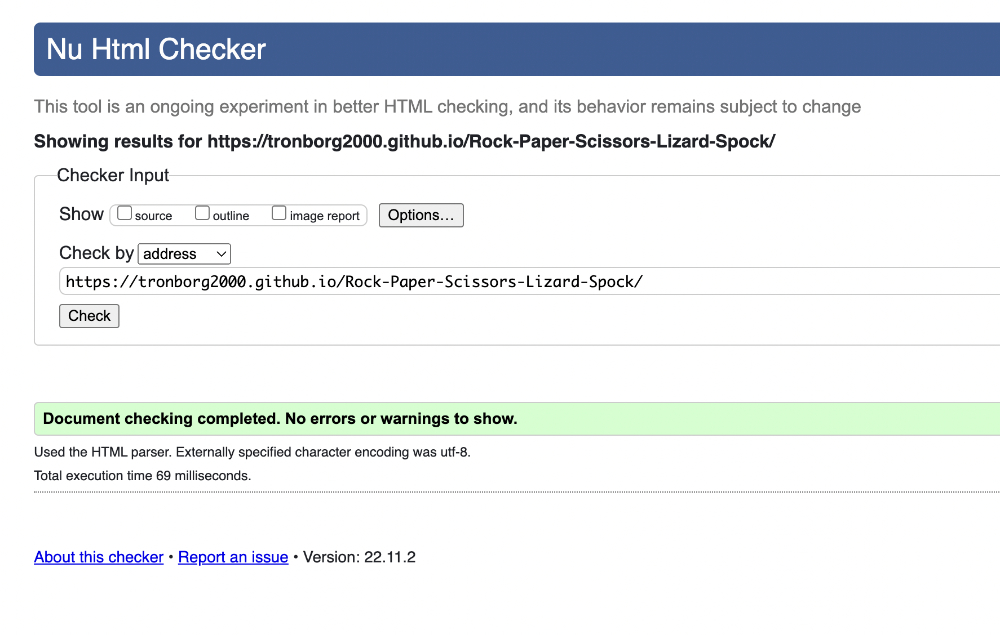 Nu Html Checker
This tool is an ongoing experiment in better HTML checking, and its behavior remains subject to change
Showing results for https://tronborg2000.github.io/Rock-Paper-Scissors-Lizard-Spock/
Checker Input
Show source outline image report Options...
Check by address
https://tronborg2000.github.io/Rock-Paper-Scissors-Lizard-Spock/
Check
Document checking completed. No errors or warnings to show.
Used the HTML parser. Externally specified character encoding was utf-8.
Total execution time 69 milliseconds.
About this checker • Report an issue • Version: 22.11.2